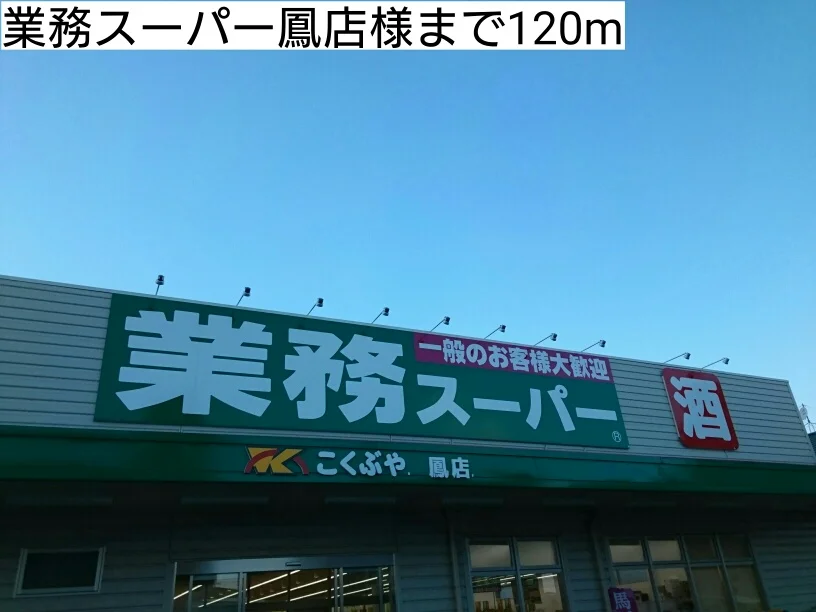 業務スーパー鳳店様まで120m
一般のお客様大歓迎
業務スーパー
®
酒
こくぶや. 鳳店.
馬